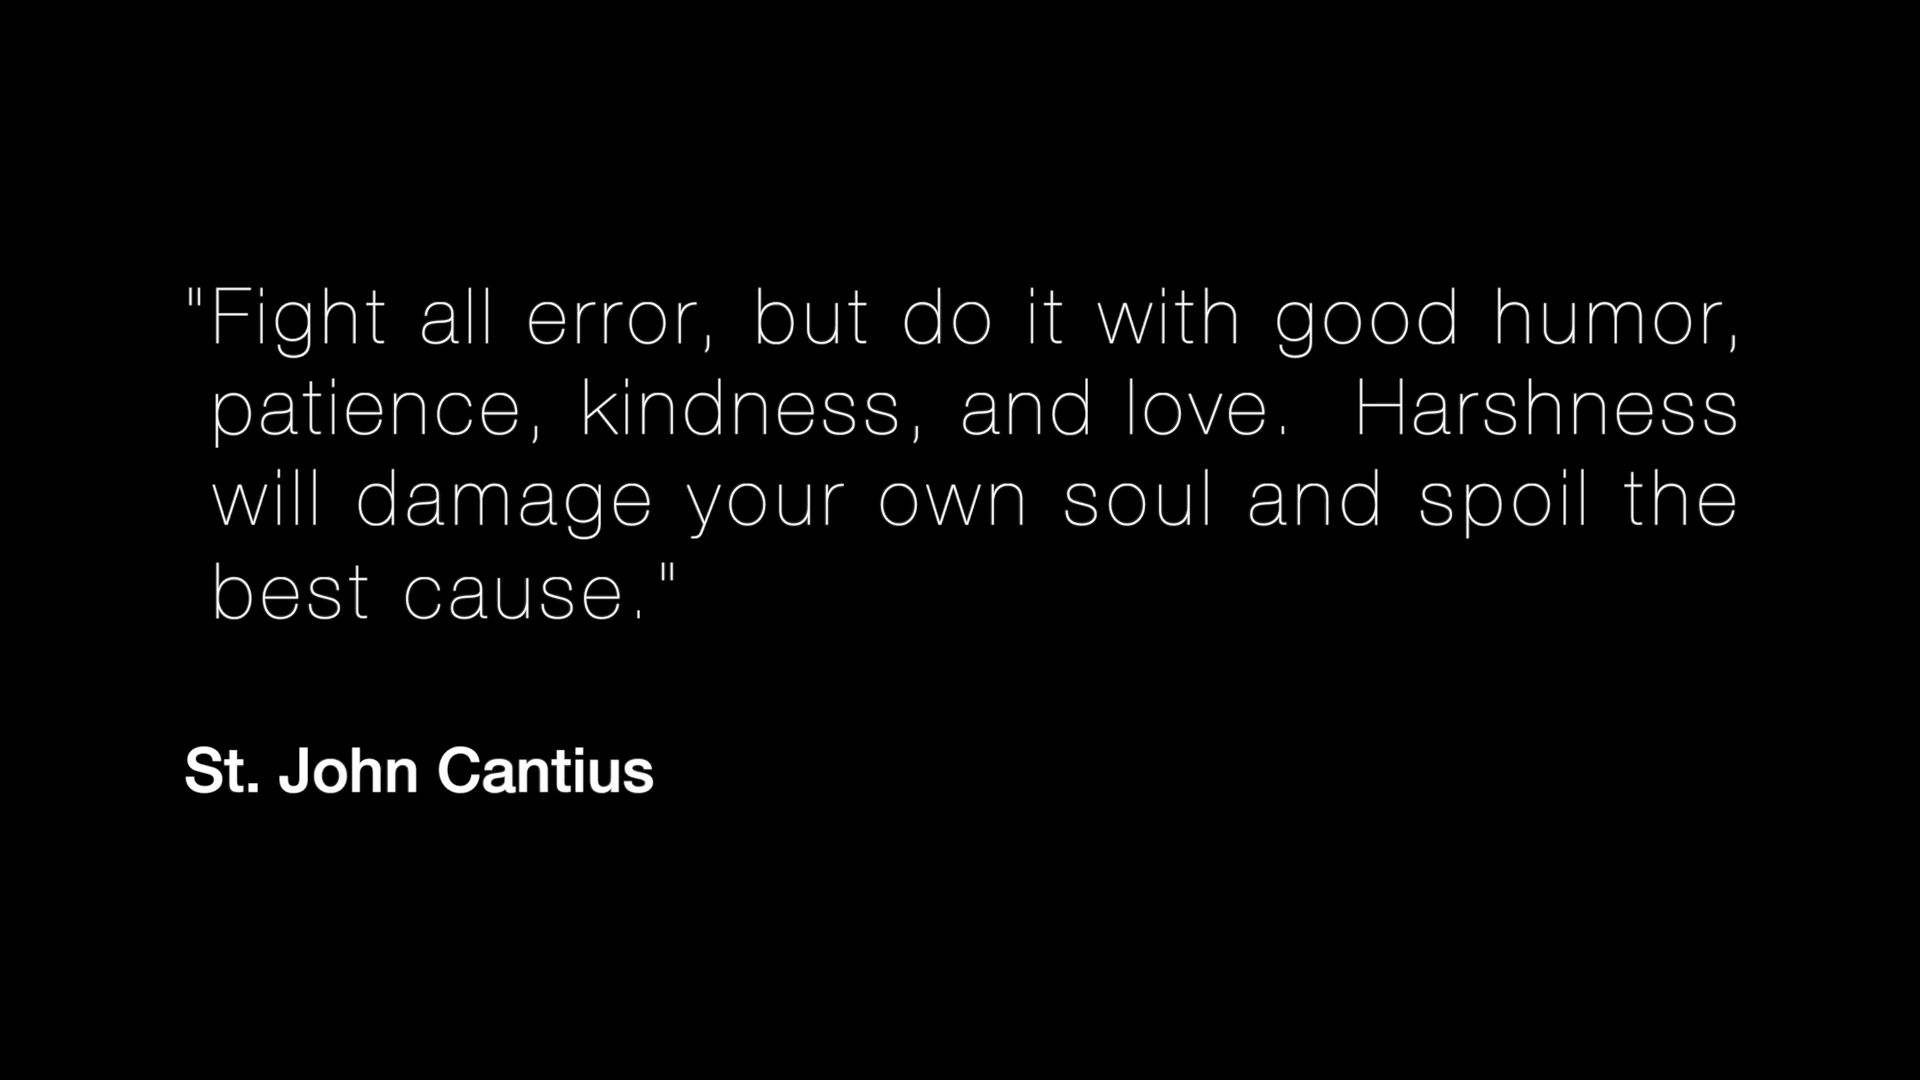 "Fight all error, but do it with good humor,
patience, kindness, and love.  Harshness
will damage your own soul and spoil the
best cause."
St. John Cantius